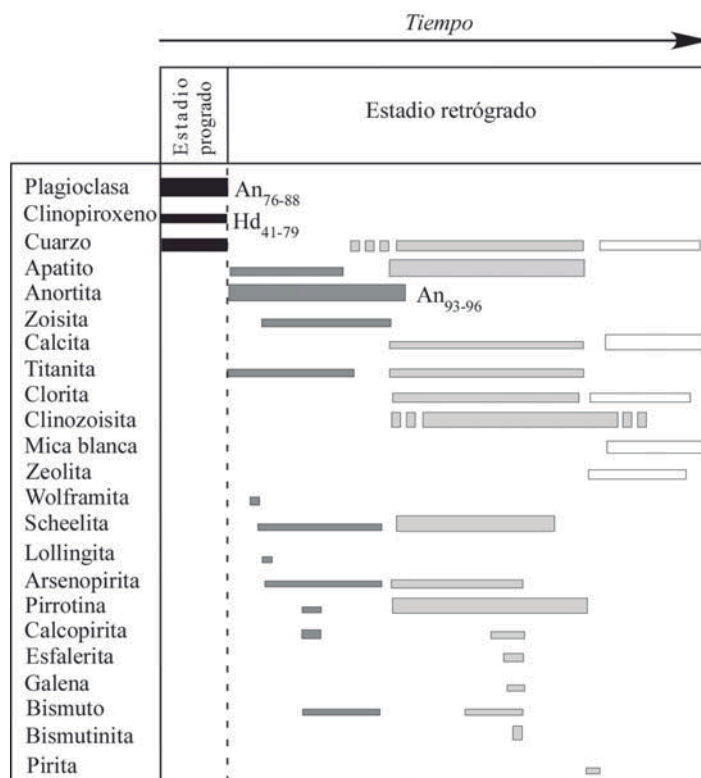 Tiempo
Estadio
progrado
Estadio retrógrado
Plagioclasa
An76-88
Clinopiroxeno
Hd41-79
Cuarzo
Apatito
Anortita
An93-96
Zoisita
Calcita
Titanita
Clorita
Clinozoisita
Mica blanca
Zeolita
Wolframita
Scheelita
Lollingita
Arsenopirita
Pirrotina
Calcopirita
Esfalerita
Galena
Bismuto
Bismutinita
Pirita